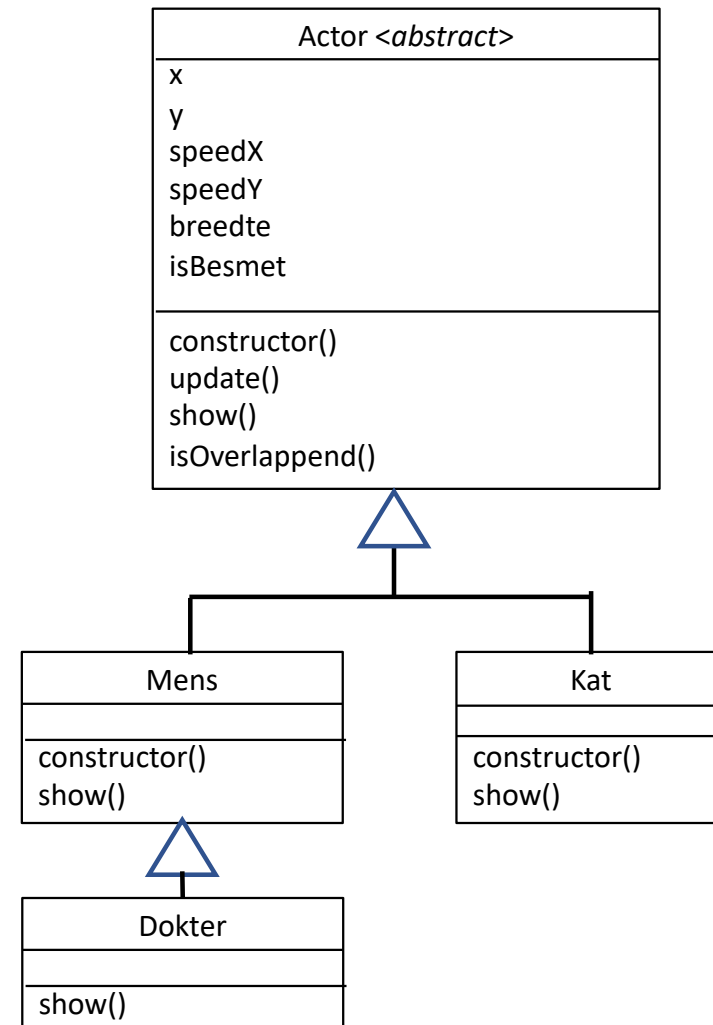 Actor <abstract>
x
y
speedX
speedY
breedte
isBesmet
constructor()
update()
show()
isOverlappend()
Mens
constructor()
show()
Kat
constructor()
show()
Dokter
show()